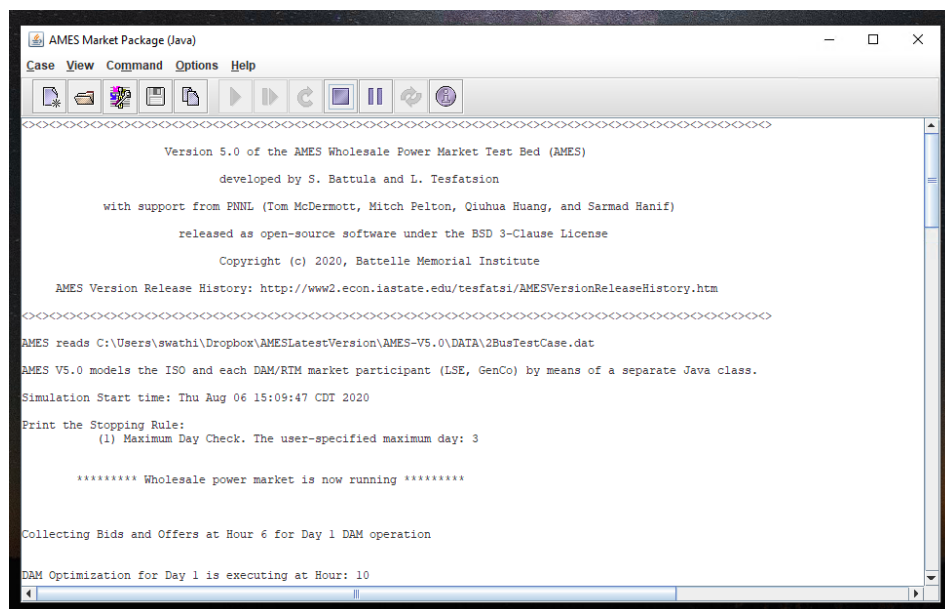 AMES Market Package (Java)
Case View Command Options Help
<><><><><><><><><><><><><><><><><><><><><><><><><><><><><><><><><><><><><><><><><><><><><><><><><><><><><><><>
Version 5.0 of the AMES Wholesale Power Market Test Bed (AMES)
developed by S. Battula and L. Tesfatsion
with support from PNNL (Tom McDermott, Mitch Pelton, Qiuhua Huang, and Sarmad Hanif)
released as open-source software under the BSD 3-Clause License
Copyright (c) 2020, Battelle Memorial Institute
AMES Version Release History: http://www2.econ.iastate.edu/tesfatsi/AMESVersionReleaseHistory.htm
<><><><><><><><><><><><><><><><><><><><><><><><><><><><><><><><><><><><><><><><><><><><><><><><><><><><><><><>
AMES reads C:\Users\swathi\Dropbox\AMESLatestVersion\AMES-V5.0\DATA\2BusTestCase.dat
AMES V5.0 models the ISO and each DAM/RTM market participant (LSE, GenCo) by means of a separate Java class.
Simulation Start time: Thu Aug 06 15:09:47 CDT 2020
Print the Stopping Rule:
(1) Maximum Day Check. The user-specified maximum day: 3
********* Wholesale power market is now running *********
Collecting Bids and Offers at Hour 6 for Day 1 DAM operation
DAM Optimization for Day 1 is executing at Hour: 10